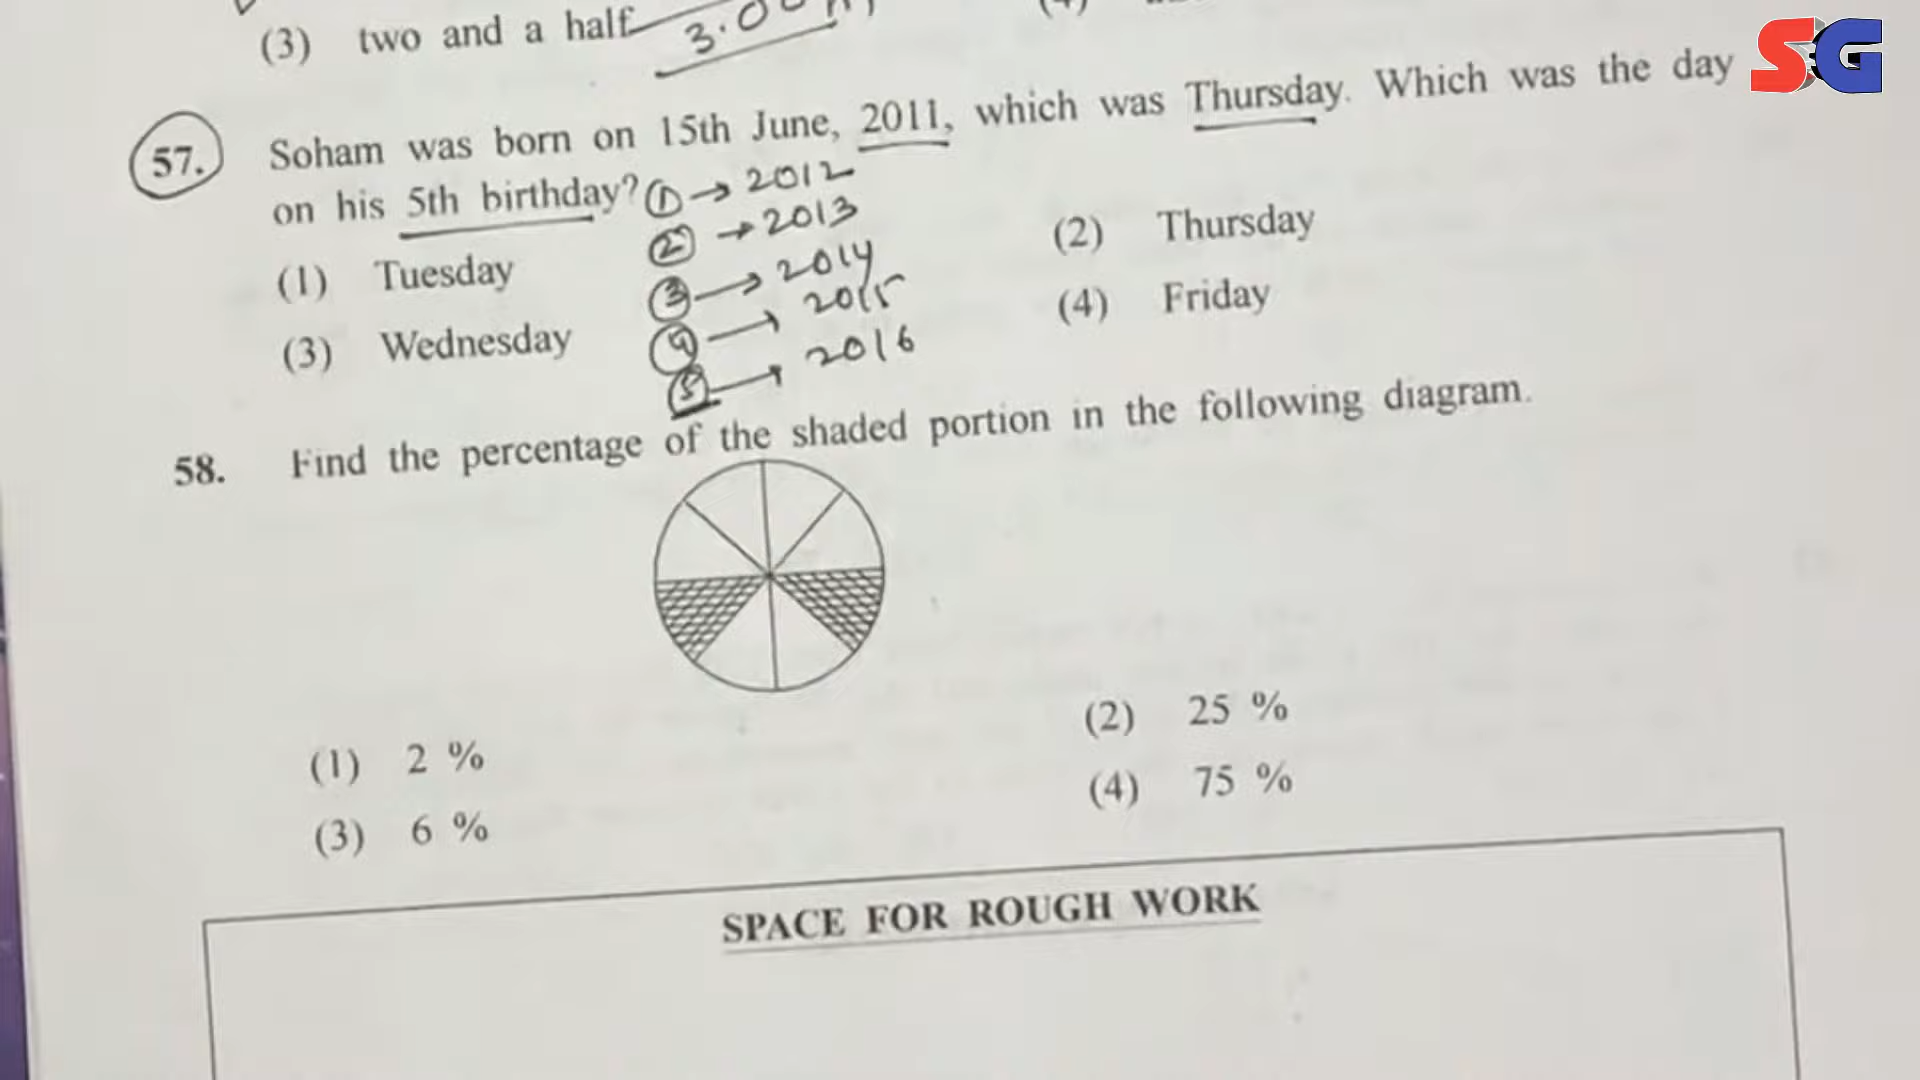 (3) two and a half
SG
57. Soham was born on 15th June, 2011, which was Thursday. Which was the day
on his 5th birthday? ① → 2012
② → 2013
(1) Tuesday
(2) Thursday
③ → 2014
④ → 2015
(3) Wednesday
(4) Friday
⑤ → 2016
58. Find the percentage of the shaded portion in the following diagram.
(1) 2 %
(2) 25 %
(3) 6 %
(4) 75 %
SPACE FOR ROUGH WORK